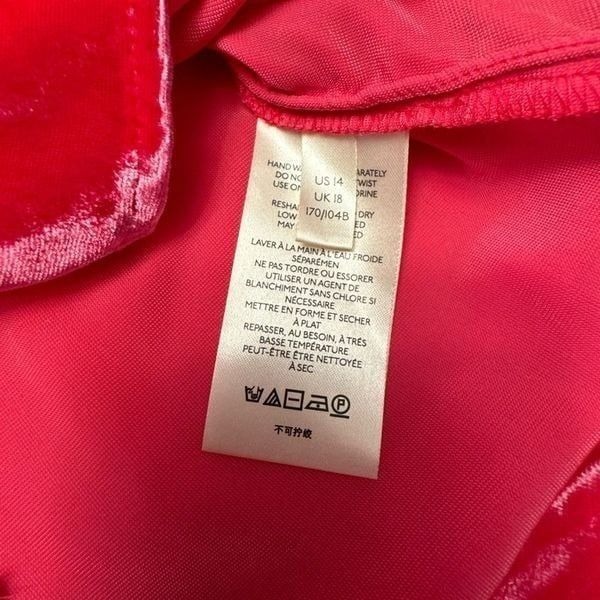 HAND WA ARATELY
DO NO TWIST
USE ON ORINE
RESHA DRY
LOW ED
MAY
US 14
UK 18
170/104B
LAVER À LA MAIN À L'EAU FROIDE
SÉPARÉMEN
NE PAS TORDRE OU ESSORER
UTILISER UN AGENT DE
BLANCHIMENT SANS CHLORE SI
NÉCESSAIRE
METTRE EN FORME ET SECHER
À PLAT
REPASSER, AU BESOIN, À TRÉS
BASSE TEMPÉRATURE
PEUT-ÊTRE ÊTRE NETTOYÉE
À SEC
P
不可拧绞